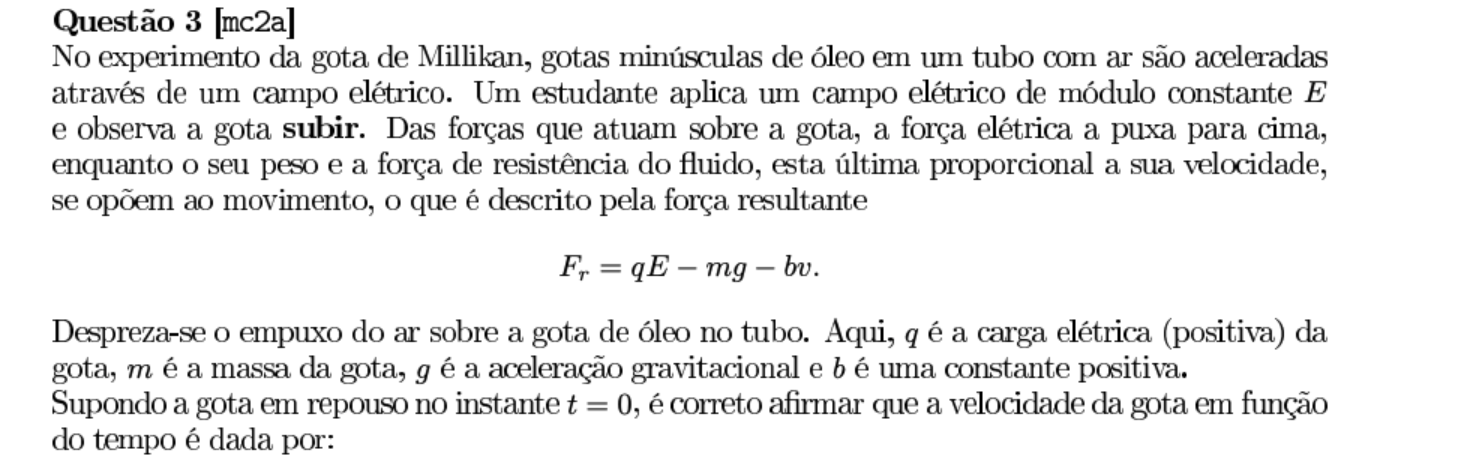 Questão 3 [mc2a]
No experimento da gota de Millikan, gotas minúsculas de óleo em um tubo com ar são aceleradas
através de um campo elétrico. Um estudante aplica um campo elétrico de módulo constante E
e observa a gota subir. Das forças que atuam sobre a gota, a força elétrica a puxa para cima,
enquanto o seu peso e a força de resistência do fluido, esta última proporcional a sua velocidade,
se opõem ao movimento, o que é descrito pela força resultante
F_r = qE − mg − bv.
Despreza-se o empuxo do ar sobre a gota de óleo no tubo. Aqui, q é a carga elétrica (positiva) da
gota, m é a massa da gota, g é a aceleração gravitacional e b é uma constante positiva.
Supondo a gota em repouso no instante t = 0, é correto afirmar que a velocidade da gota em função
do tempo é dada por: